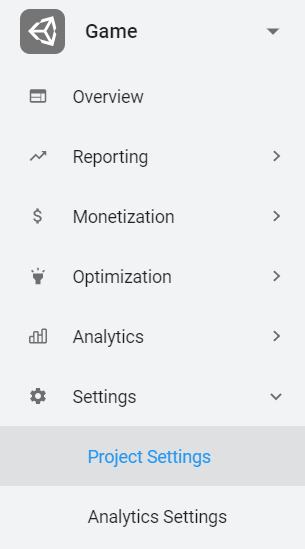 Game
Overview
Reporting
Monetization
Optimization
Analytics
Settings
Project Settings
Analytics Settings